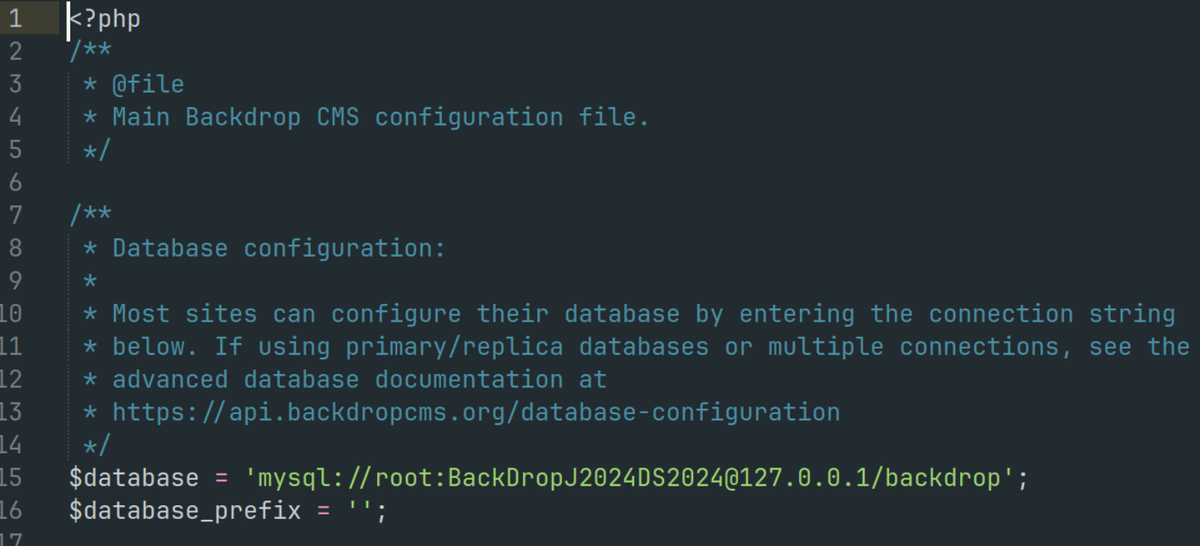 1 <?php
2 /**
3  * @file
4  * Main Backdrop CMS configuration file.
5  */
6
7 /**
8  * Database configuration:
9  *
10  * Most sites can configure their database by entering the connection string
11  * below. If using primary/replica databases or multiple connections, see the
12  * advanced database documentation at
13  * https://api.backdropcms.org/database-configuration
14  */
15 $database = 'mysql://root:BackDropJ2024DS2024@127.0.0.1/backdrop';
16 $database_prefix = '';
17